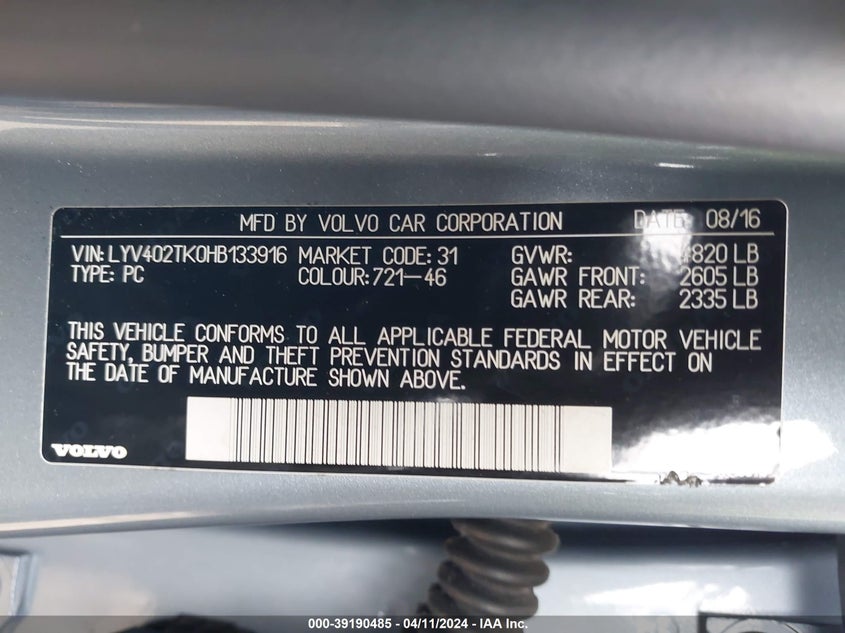 MFD BY VOLVO CAR CORPORATION DATE: 08/16
VIN: LYV402TK0HB133916 MARKET CODE: 31 GVWR: 4820 LB
TYPE: PC COLOUR:721-46 GAWR FRONT: 2605 LB
GAWR REAR: 2335 LB
THIS VEHICLE CONFORMS TO ALL APPLICABLE FEDERAL MOTOR VEHICLE
SAFETY, BUMPER AND THEFT PREVENTION STANDARDS IN EFFECT ON
THE DATE OF MANUFACTURE SHOWN ABOVE.
VOLVO
000-39190485 - 04/11/2024 - IAA Inc.